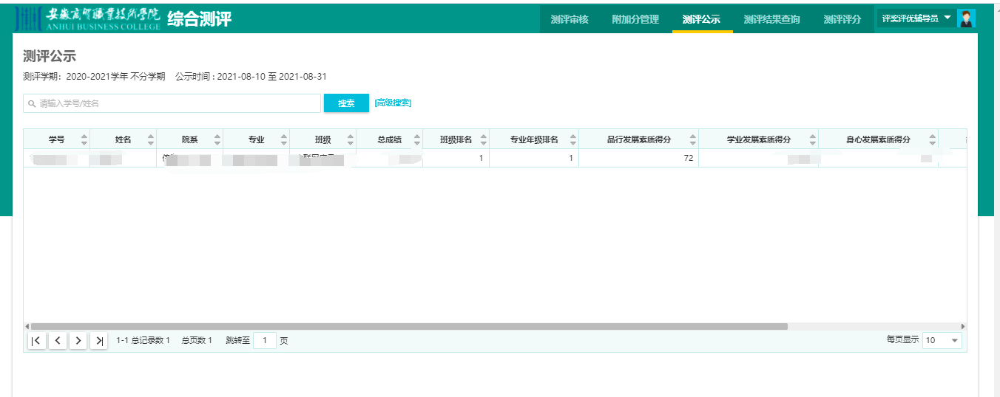 安徽商贸职业技术学院
ANHUI BUSINESS COLLEGE
综合测评
测评审核 附加分管理 测评公示 测评结果查询 测评评分 评奖评优辅导员
测评公示
测评学期: 2020-2021学年 不分学期 公示时间 : 2021-08-10 至 2021-08-31
请输入学号/姓名 搜索 [高级搜索]
学号 姓名 院系 专业 班级 总成绩 班级排名 专业年级排名 品行发展素质得分 学业发展素质得分 身心发展素质得分
1 1 72
1-1 总记录数 1 总页数 1 跳转至 1 页 每页显示 10